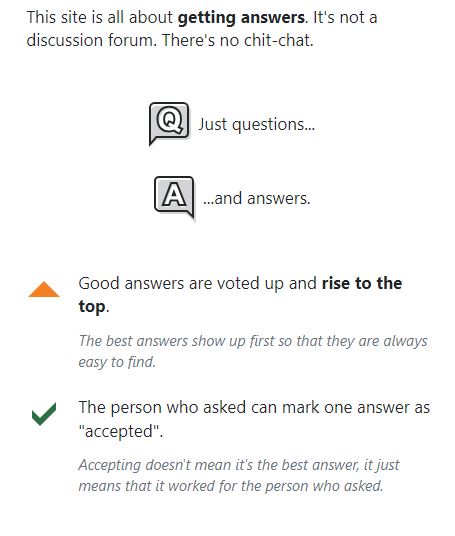 This site is all about getting answers. It's not a
discussion forum. There's no chit-chat.
Q Just questions...
A ...and answers.
Good answers are voted up and rise to the
top.
The best answers show up first so that they are always
easy to find.
The person who asked can mark one answer as
"accepted".
Accepting doesn't mean it's the best answer, it just
means that it worked for the person who asked.